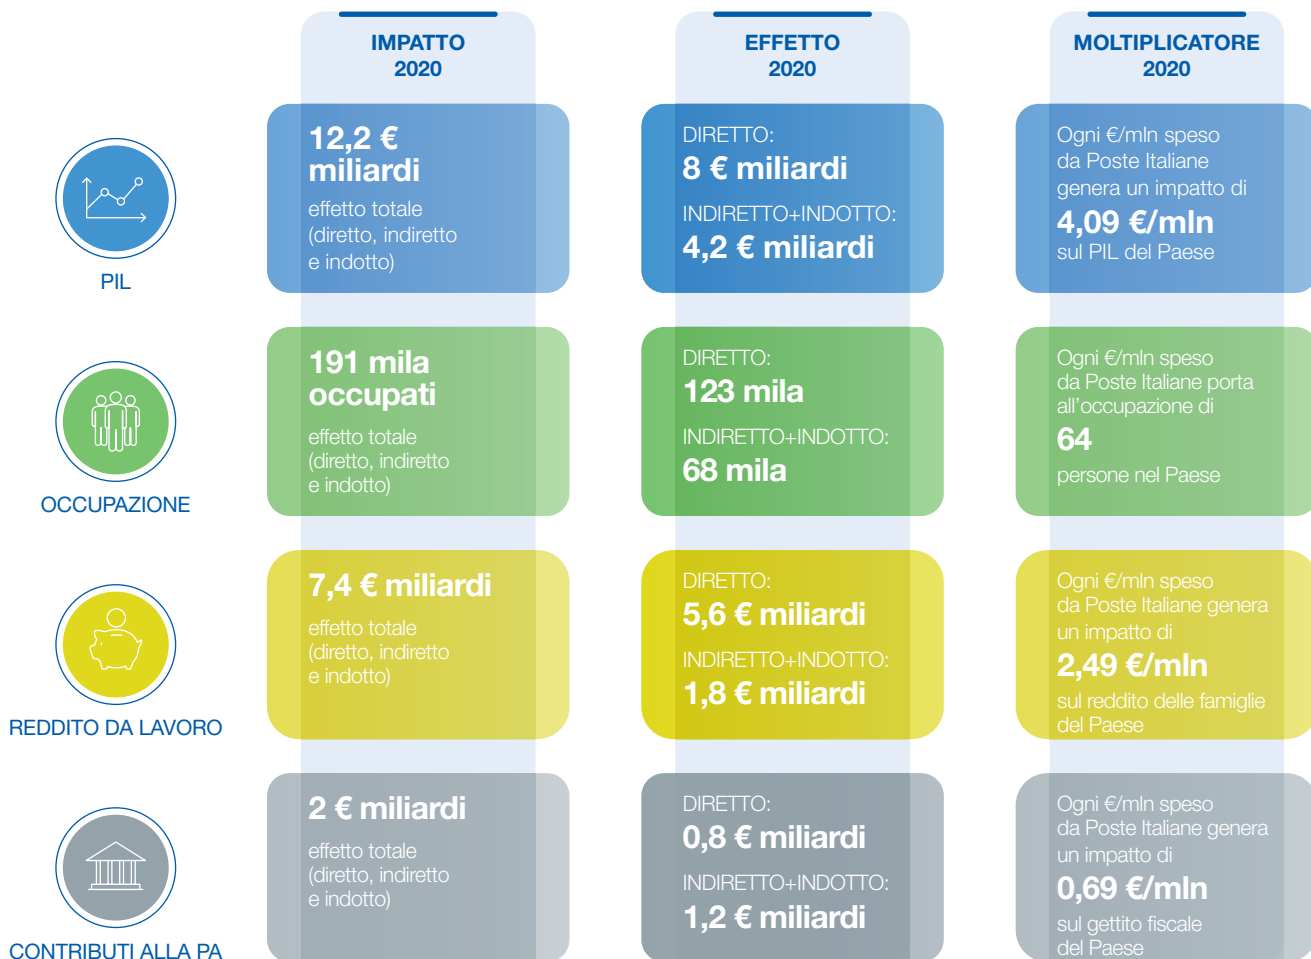 IMPATTO
2020
EFFETTO
2020
MOLTIPLICATORE
2020
PIL
12,2 €
miliardi
effetto totale
(diretto, indiretto
e indotto)
DIRETTO:
8 € miliardi
INDIRETTO+INDOTTO:
4,2 € miliardi
Ogni €/mln speso
da Poste Italiane
genera un impatto di
4,09 €/mln
sul PIL del Paese
OCCUPAZIONE
191 mila
occupati
effetto totale
(diretto, indiretto
e indotto)
DIRETTO:
123 mila
INDIRETTO+INDOTTO:
68 mila
Ogni €/mln speso
da Poste Italiane porta
all'occupazione di
64
persone nel Paese
REDDITO DA LAVORO
7,4 € miliardi
effetto totale
(diretto, indiretto
e indotto)
DIRETTO:
5,6 € miliardi
INDIRETTO+INDOTTO:
1,8 € miliardi
Ogni €/mln speso
da Poste Italiane genera
un impatto di
2,49 €/mln
sul reddito delle famiglie
del Paese
CONTRIBUTI ALLA PA
2 € miliardi
effetto totale
(diretto, indiretto
e indotto)
DIRETTO:
0,8 € miliardi
INDIRETTO+INDOTTO:
1,2 € miliardi
Ogni €/mln speso
da Poste Italiane genera
un impatto di
0,69 €/mln
sul gettito fiscale
del Paese